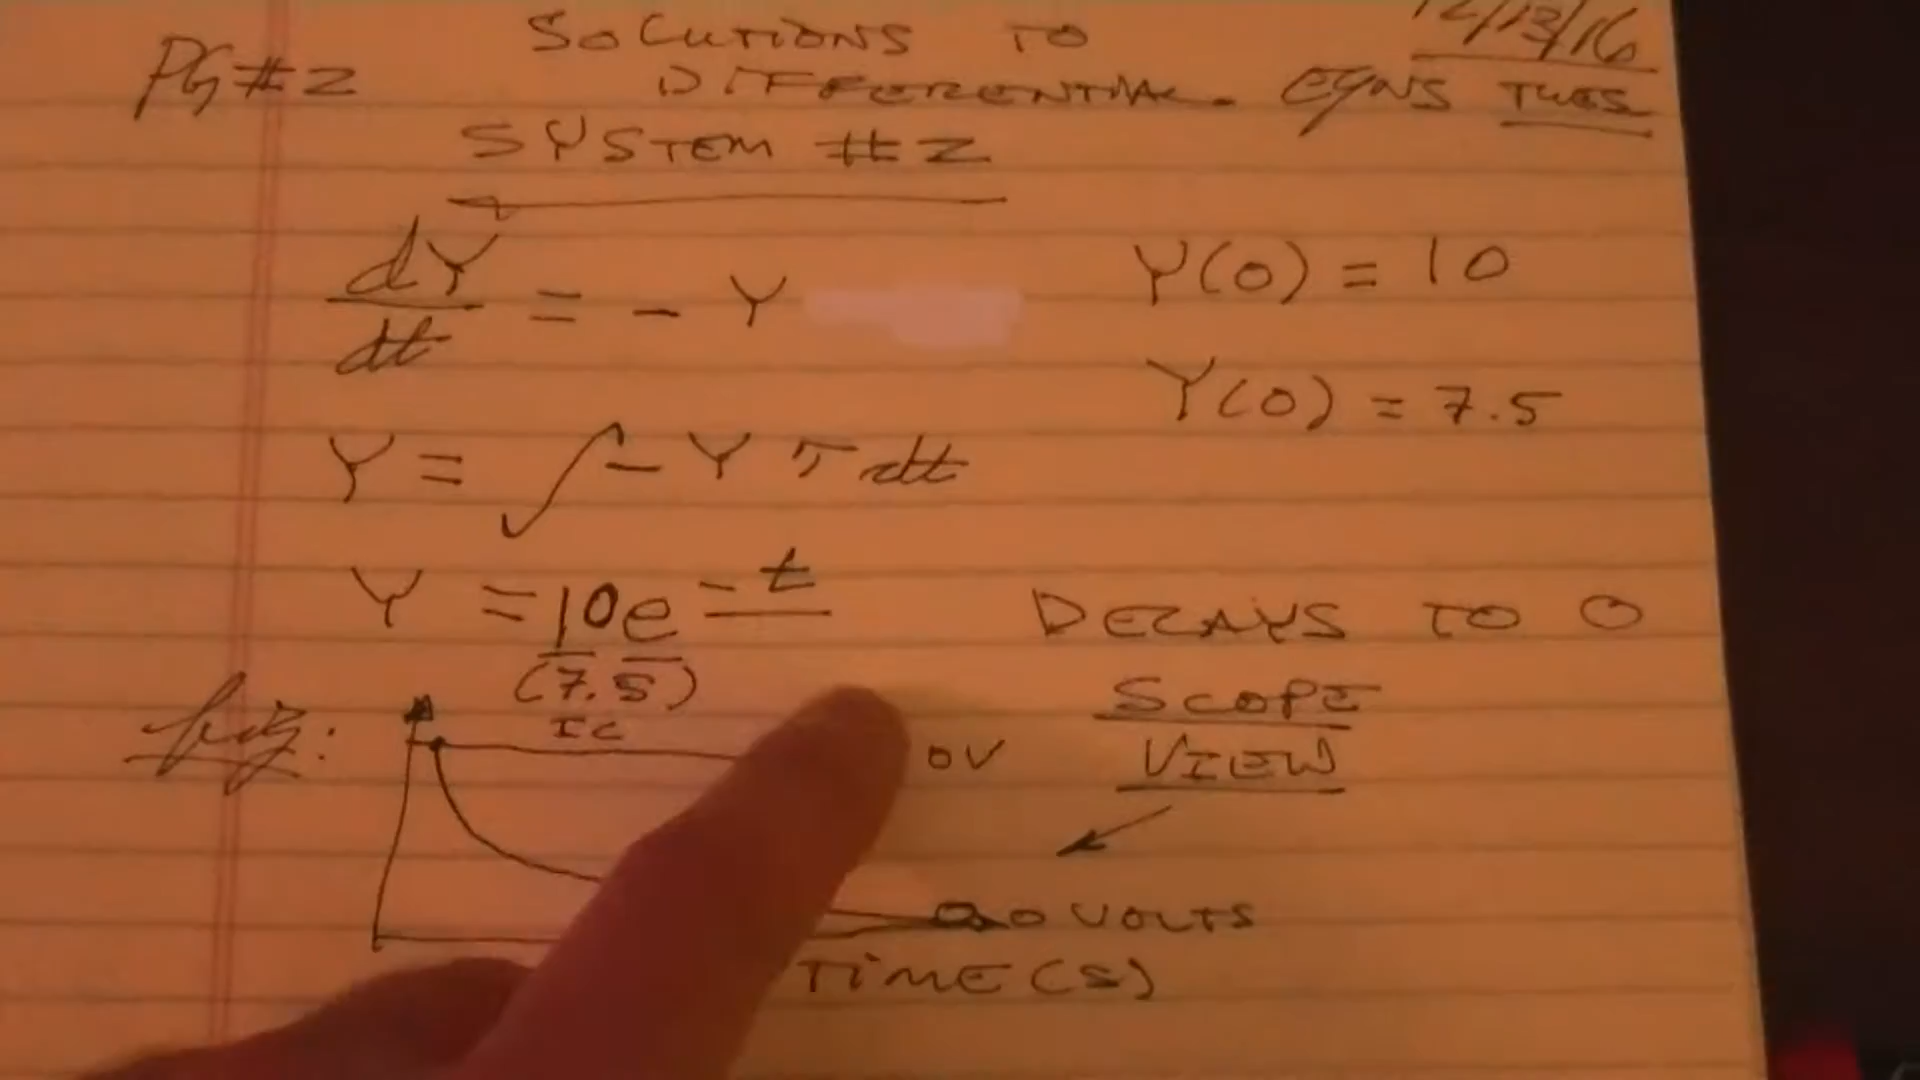 PG#2
SOLUTIONS TO
DIFFERENTIAL EQNS
12/13/16
TUES
SYSTEM #2
dY/dt = - Y
Y(0) = 10
Y(0) = 7.5
Y = ∫ - Y dt
Y = 10e - t
(7.5)
IC
DECAYS TO 0
SCOPE
VIEW
0V
0 VOLTS
TIME (S)